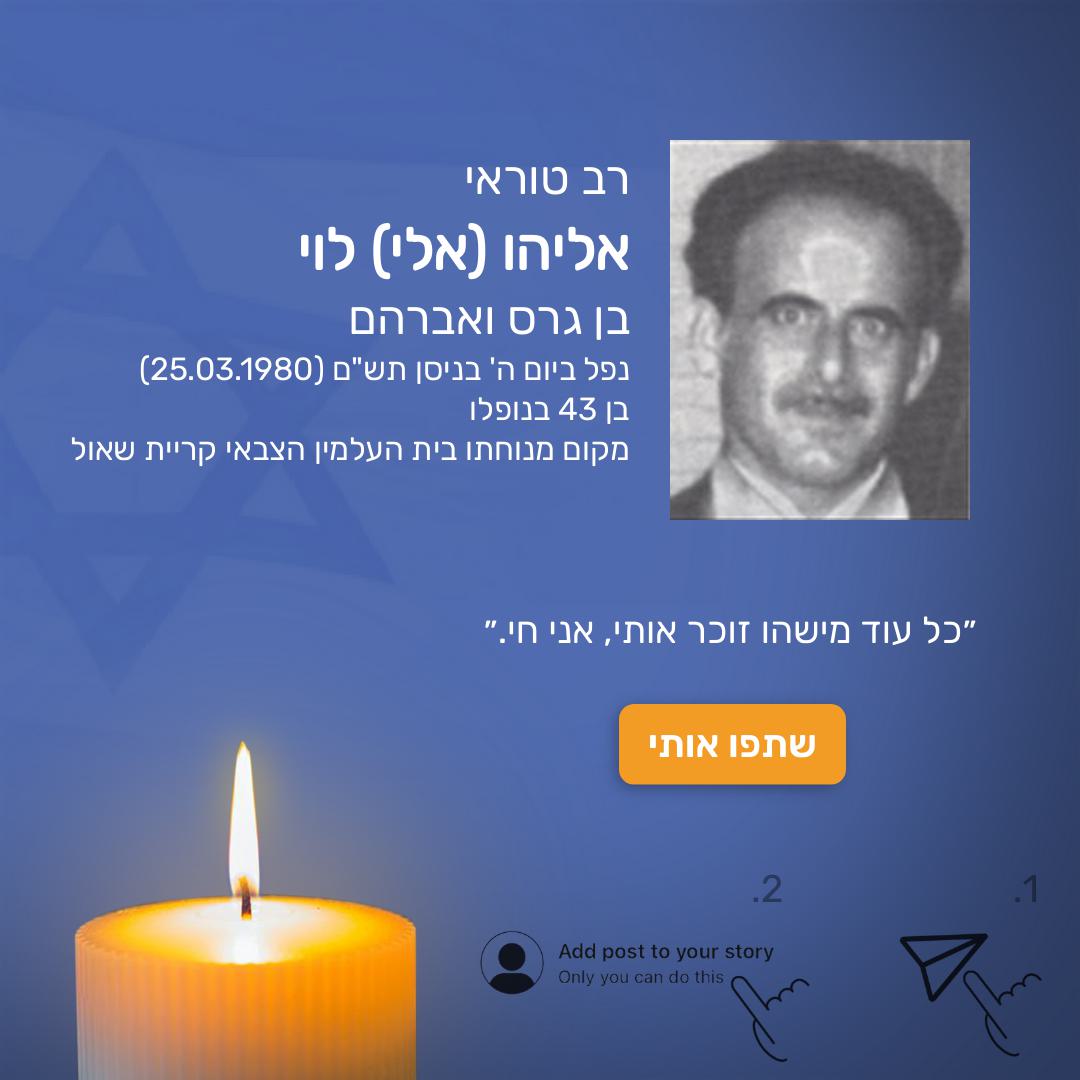 רב טוראי
אליהו (אלי) לוי
בן גרס ואברהם
נפל ביום ה' בניסן תש"ם (25.03.1980)
בן 43 בנופלו
מקום מנוחתו בית העלמין הצבאי קריית שאול
״כל עוד מישהו זוכר אותי, אני חי.״
שתפו אותי
.1
.2
Add post to your story
Only you can do this